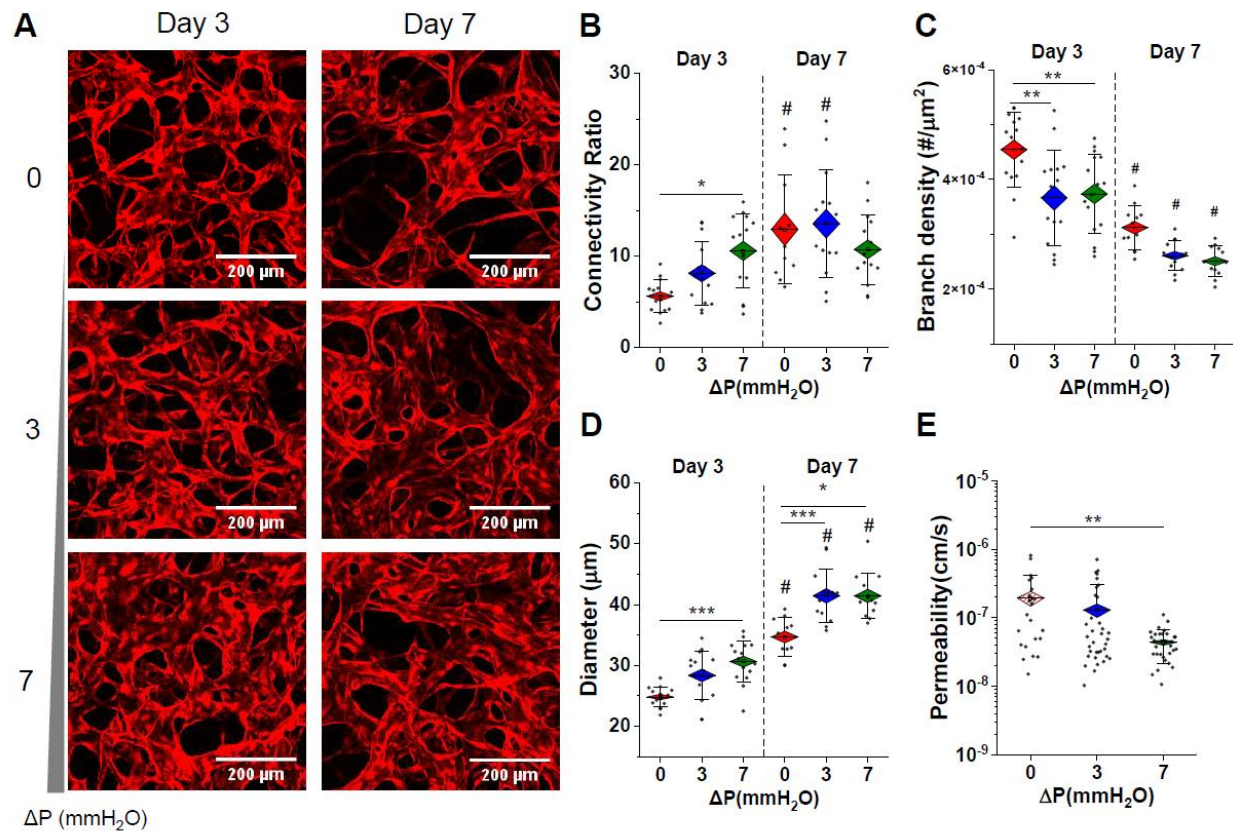 A
Day 3
Day 7
0
200 µm
200 µm
3
200 µm
200 µm
7
200 µm
200 µm
ΔP (mmH₂O)
B
Day 3
Day 7
Connectivity Ratio
30
20
10
0
*
#
#
0 3 7 0 3 7
ΔP(mmH₂O)
C
Day 3
Day 7
Branch density (#/µm²)
6×10⁻⁴
4×10⁻⁴
2×10⁻⁴
**
**
#
#
#
0 3 7 0 3 7
ΔP(mmH₂O)
D
Day 3
Day 7
Diameter (µm)
60
50
40
30
20
***
*
***
#
#
#
0 3 7 0 3 7
ΔP(mmH₂O)
E
Permeability(cm/s)
10⁻⁵
10⁻⁶
10⁻⁷
10⁻⁸
10⁻⁹
**
0 3 7
ΔP(mmH₂O)